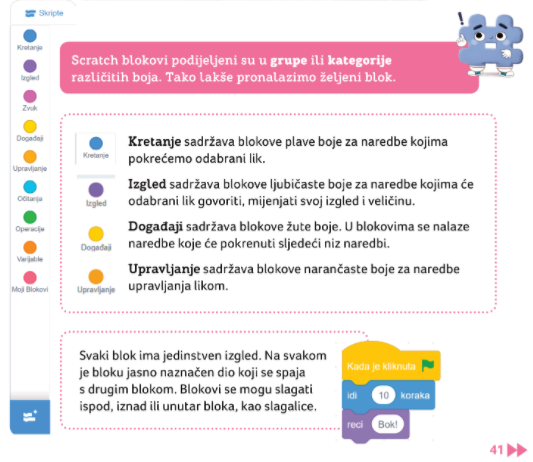 Skripte
Kretanje
Izgled
Zvuk
Događaji
Upravljanje
Očitanja
Operacije
Varijable
Moji Blokovi
Scratch blokovi podijeljeni su u grupe ili kategorije
različitih boja. Tako lakše pronalazimo željeni blok.
Kretanje
Kretanje sadržava blokove plave boje za naredbe kojima
pokrećemo odabrani lik.
Izgled
Izgled sadržava blokove ljubičaste boje za naredbe kojima će
odabrani lik govoriti, mijenjati svoj izgled i veličinu.
Događaji
Događaji sadržava blokove žute boje. U blokovima se nalaze
naredbe koje će pokrenuti sljedeći niz naredbi.
Upravljanje
Upravljanje sadržava blokove narančaste boje za naredbe
upravljanja likom.
Svaki blok ima jedinstven izgled. Na svakom
je bloku jasno naznačen dio koji se spaja
s drugim blokom. Blokovi se mogu slagati
ispod, iznad ili unutar bloka, kao slagalice.
Kada je kliknuta
idi 10 koraka
reci Bok!
41